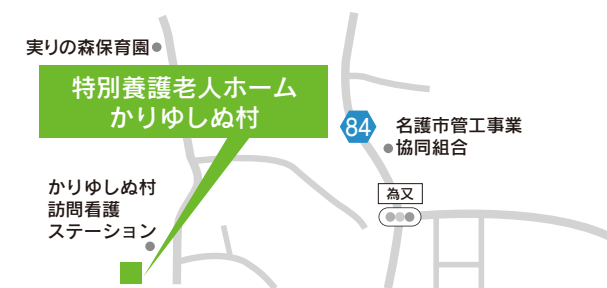 実りの森保育園
特別養護老人ホーム
かりゆしぬ村
84
名護市管工事業
協同組合
かりゆしぬ村
訪問看護
ステーション
為又